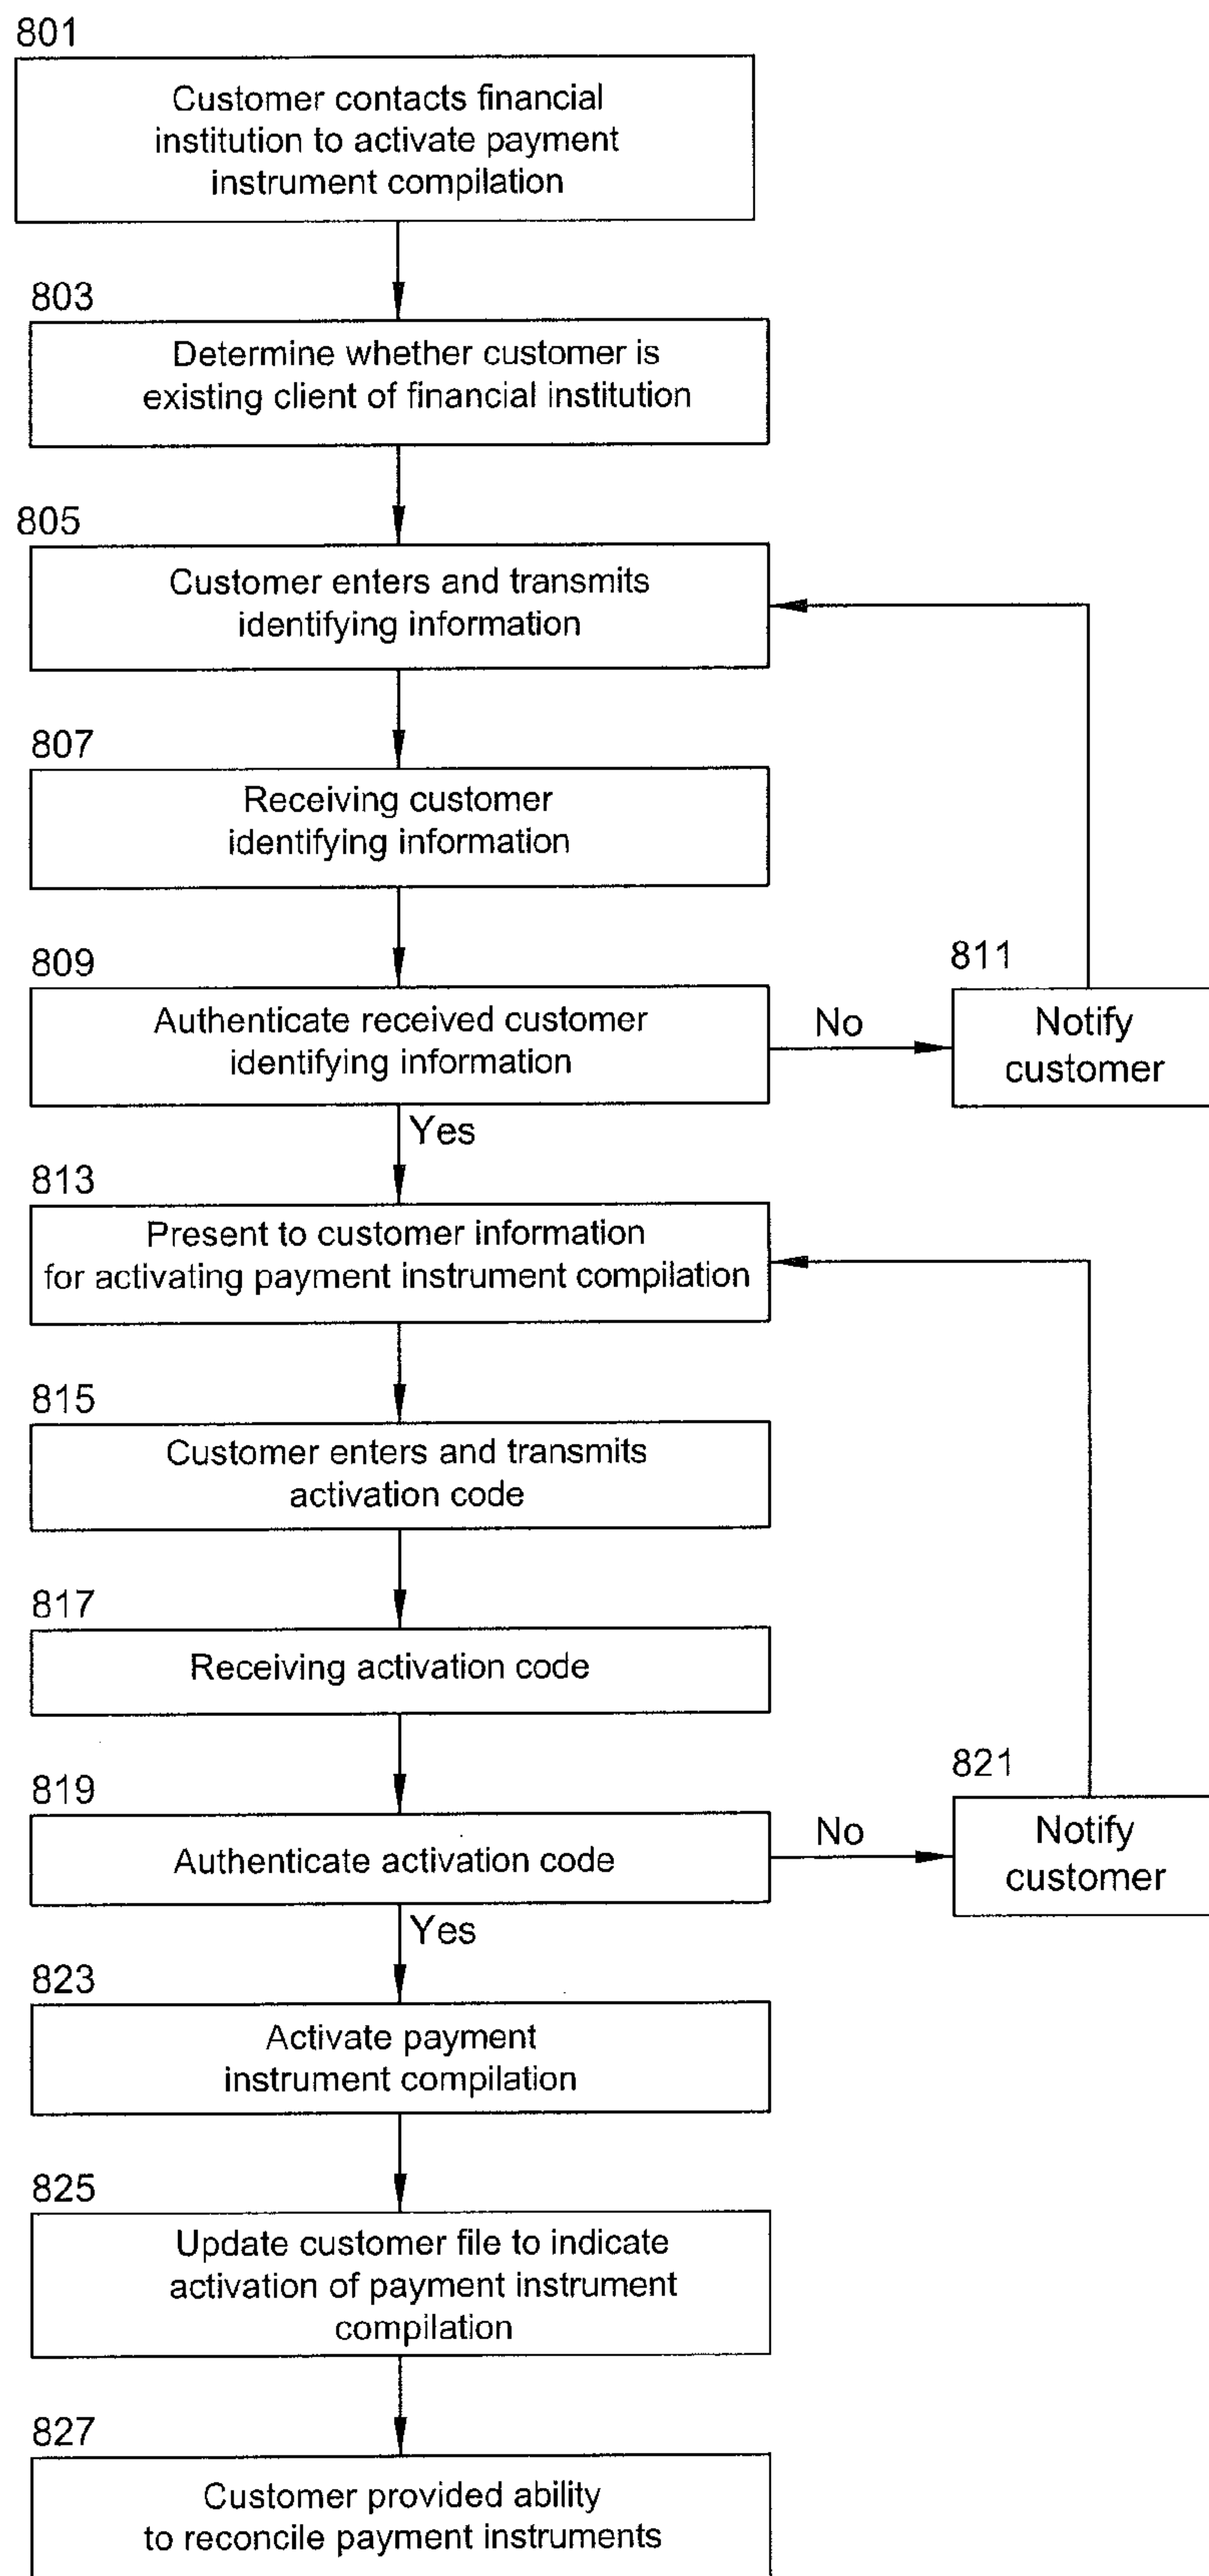 801
Customer contacts financial
institution to activate payment
instrument compilation
803
Determine whether customer is
existing client of financial institution
805
Customer enters and transmits
identifying information
807
Receiving customer
identifying information
809
Authenticate received customer
identifying information
No
811
Notify
customer
Yes
813
Present to customer information
for activating payment instrument compilation
815
Customer enters and transmits
activation code
817
Receiving activation code
819
Authenticate activation code
No
821
Notify
customer
Yes
823
Activate payment
instrument compilation
825
Update customer file to indicate
activation of payment instrument
compilation
827
Customer provided ability
to reconcile payment instruments